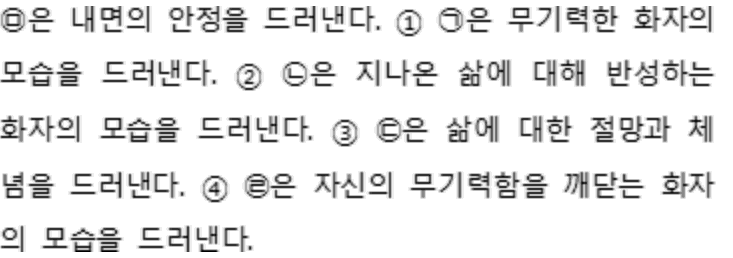 ㉤은 내면의 안정을 드러낸다. ① ㉠은 무기력한 화자의
모습을 드러낸다. ② ㉡은 지나온 삶에 대해 반성하는
화자의 모습을 드러낸다. ③ ㉢은 삶에 대한 절망과 체
념을 드러낸다. ④ ㉣은 자신의 무기력함을 깨닫는 화자
의 모습을 드러낸다.